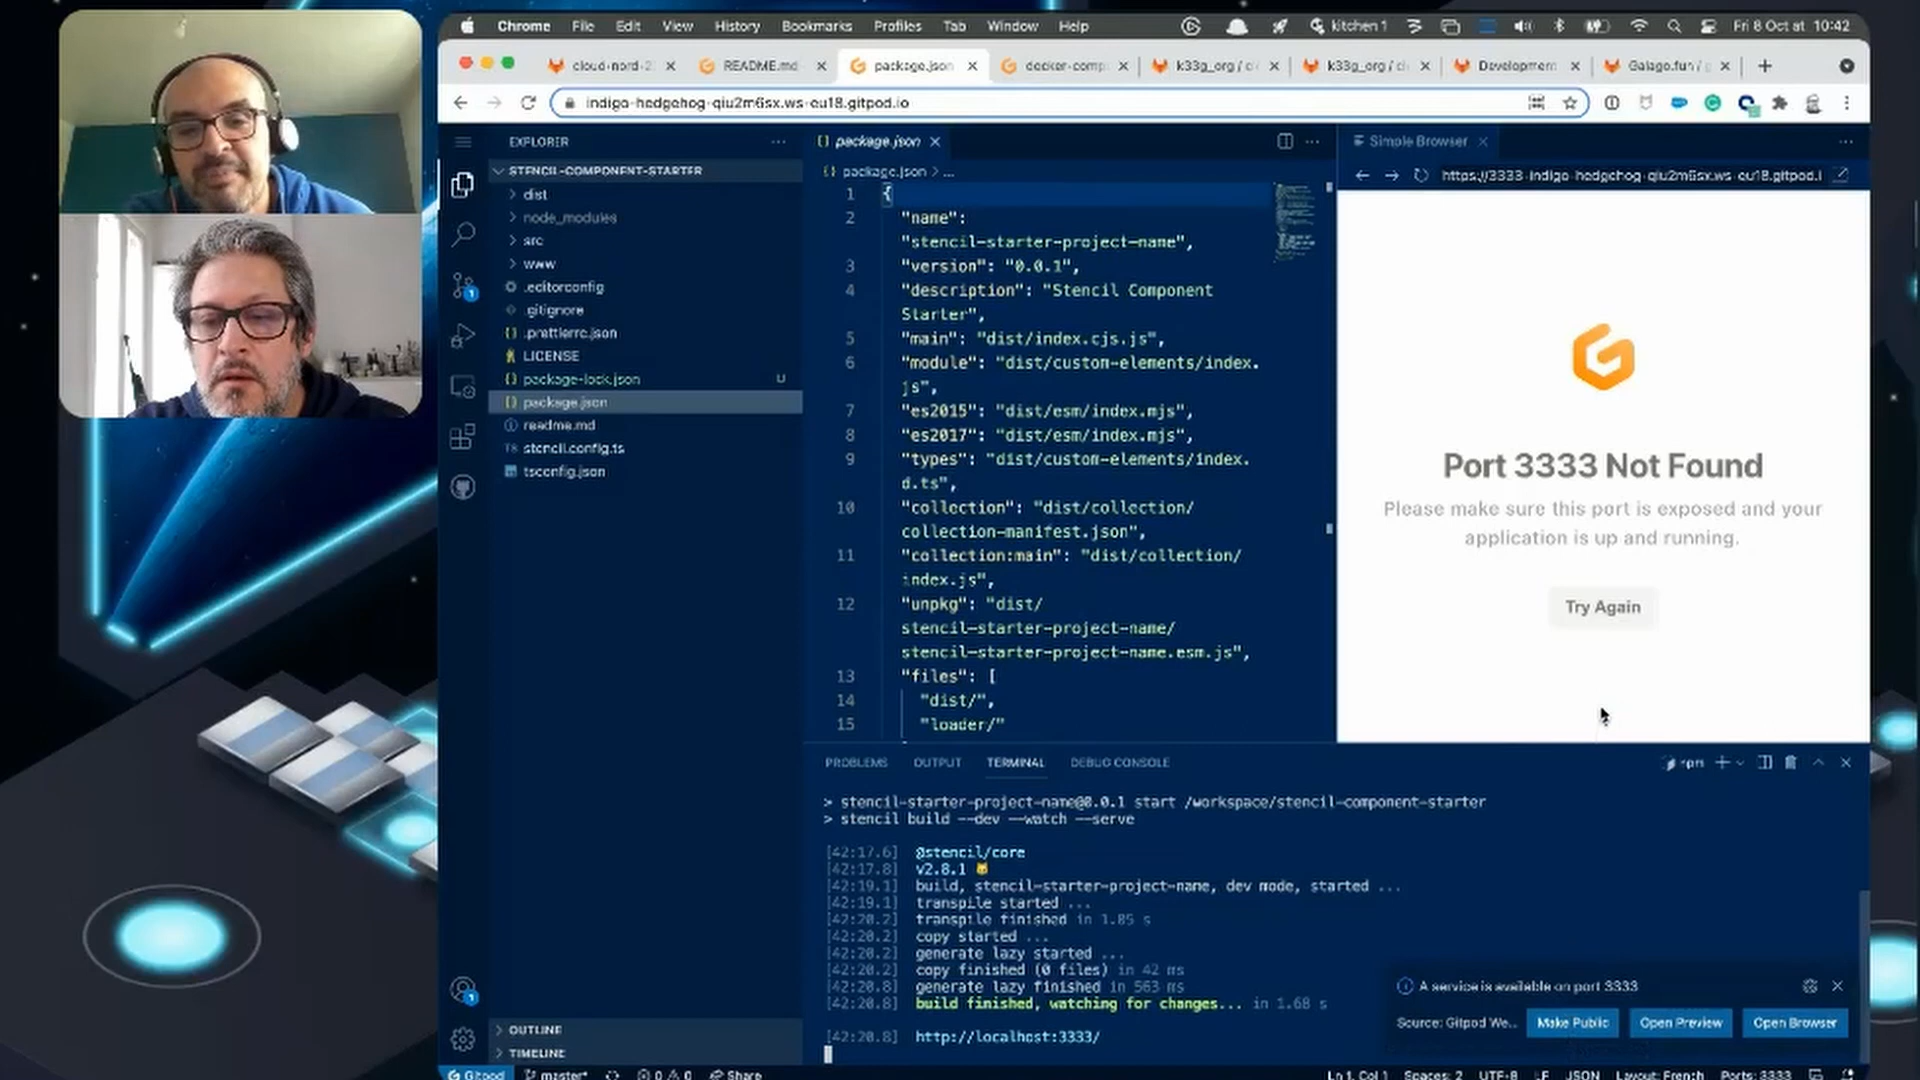 Chrome File Edit View History Bookmarks Profiles Tab Window Help kitchen 1 Fri 8 Oct at 10:42
cloud-nord-2 README.md package.json docker-comp k33g_org / c k33g_org / cl Development Galago.fun / g
indigo-hedgehog-qiu2m6sx.ws-eu18.gitpod.io
EXPLORER
STENCIL-COMPONENT-STARTER
dist
node_modules
src
www
.editorconfig
.gitignore
.prettierrc.json
LICENSE
package-lock.json U
package.json
readme.md
stencil.config.ts
tsconfig.json
OUTLINE
TIMELINE
package.json
package.json > ...
1 {
2 "name":
"stencil-starter-project-name",
3 "version": "0.0.1",
4 "description": "Stencil Component
Starter",
5 "main": "dist/index.cjs.js",
6 "module": "dist/custom-elements/index.
js",
7 "es2015": "dist/esm/index.mjs",
8 "es2017": "dist/esm/index.mjs",
9 "types": "dist/custom-elements/index.
d.ts",
10 "collection": "dist/collection/
collection-manifest.json",
11 "collection:main": "dist/collection/
index.js",
12 "unpkg": "dist/
stencil-starter-project-name/
stencil-starter-project-name.esm.js",
13 "files": [
14 "dist/",
15 "loader/"
Simple Browser
https://3333-indigo-hedgehog-qiu2m6sx.ws-eu18.gitpod.i
Port 3333 Not Found
Please make sure this port is exposed and your
application is up and running.
Try Again
PROBLEMS OUTPUT TERMINAL DEBUG CONSOLE npm
> stencil-starter-project-name@0.0.1 start /workspace/stencil-component-starter
> stencil build --dev --watch --serve
[42:17.6] @stencil/core
[42:17.8] v2.8.1 🐱
[42:19.1] build, stencil-starter-project-name, dev mode, started ...
[42:19.1] transpile started ...
[42:20.2] transpile finished in 1.05 s
[42:20.2] copy started ...
[42:20.2] generate lazy started ...
[42:20.2] copy finished (0 files) in 42 ms
[42:20.8] generate lazy finished in 563 ms
[42:20.8] build finished, watching for changes... in 1.68 s
[42:20.8] http://localhost:3333/
A service is available on port 3333
Source: Gitpod We... Make Public Open Preview Open Browser
Gitpod master* 0 0 Share Ln 1, Col 1 Spaces: 2 UTF-8 LF JSON Layout: French Ports: 3333